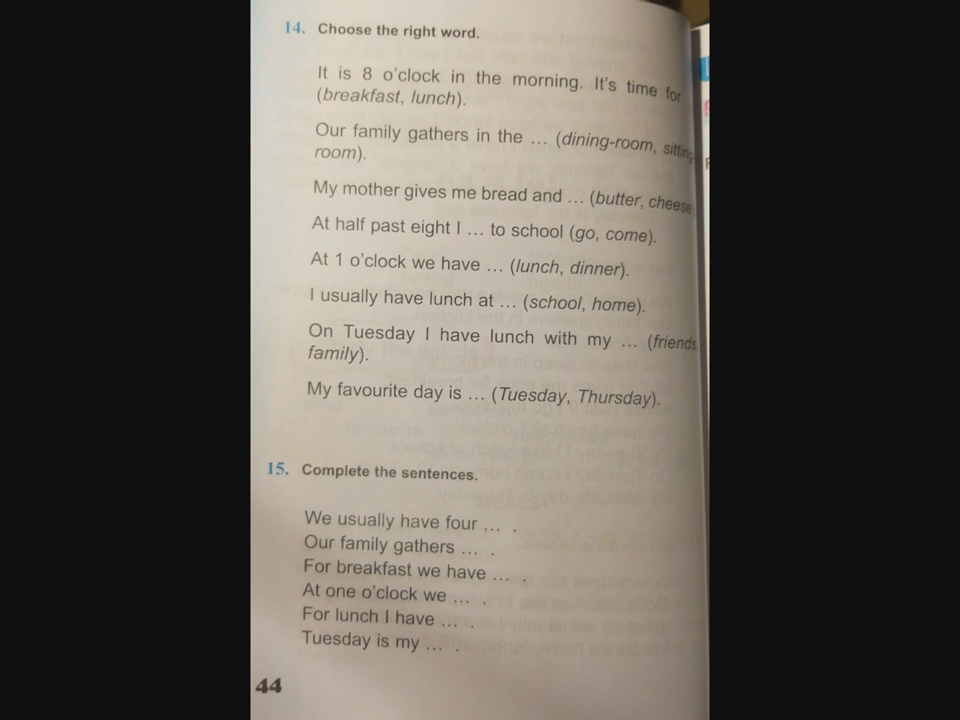 14. Choose the right word.
It is 8 o'clock in the morning. It's time for
(breakfast, lunch).
Our family gathers in the ... (dining-room, sitting
room).
My mother gives me bread and ... (butter, cheese
At half past eight I ... to school (go, come).
At 1 o'clock we have ... (lunch, dinner).
I usually have lunch at ... (school, home).
On Tuesday I have lunch with my ... (friends,
family).
My favourite day is ... (Tuesday, Thursday).
15. Complete the sentences.
We usually have four ... .
Our family gathers ... .
For breakfast we have ... .
At one o'clock we ... .
For lunch I have ... .
Tuesday is my ... .
44